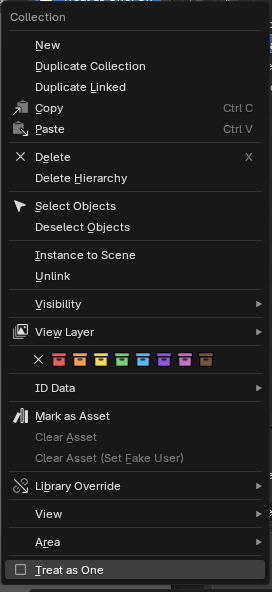 Collection
New
Duplicate Collection
Duplicate Linked
Copy Ctrl C
Paste Ctrl V
Delete X
Delete Hierarchy
Select Objects
Deselect Objects
Instance to Scene
Unlink
Visibility
View Layer
ID Data
Mark as Asset
Clear Asset
Clear Asset (Set Fake User)
Library Override
View
Area
Treat as One